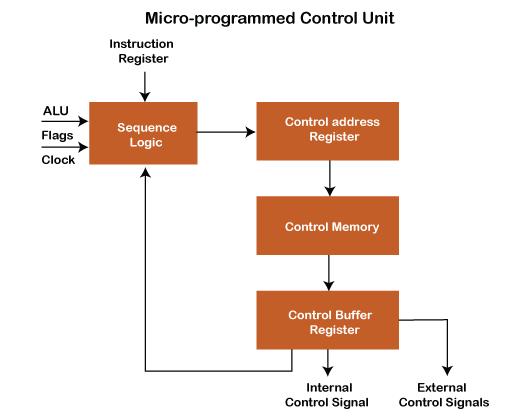 Micro-programmed Control Unit
Instruction
Register
ALU
Flags
Clock
Sequence
Logic
Control address
Register
Control Memory
Control Buffer
Register
Internal
Control Signal
External
Control Signals